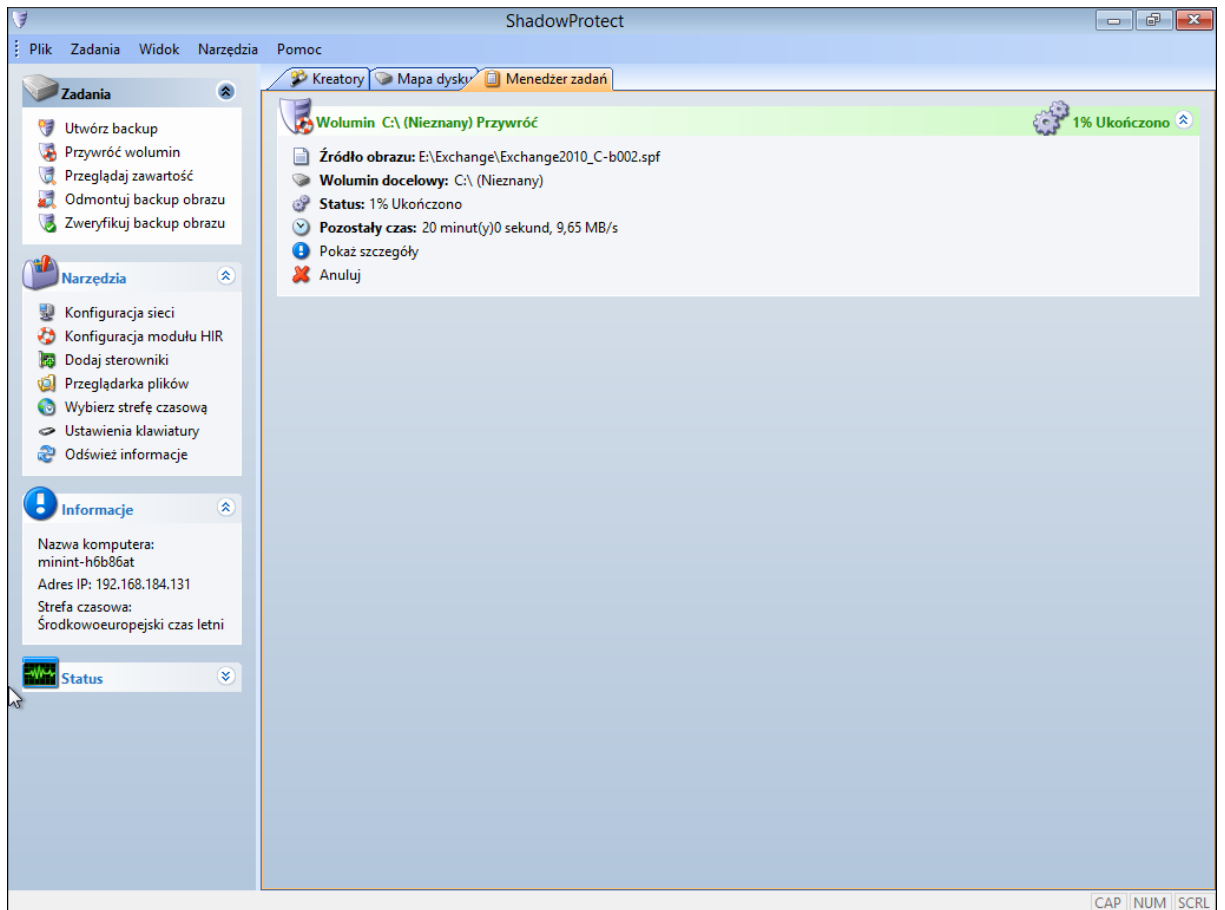 ShadowProtect
Plik Zadania Widok Narzędzia Pomoc
Kreatory Mapa dysku Menedżer zadań
Zadania
Utwórz backup
Przywróć wolumin
Przeglądaj zawartość
Odmontuj backup obrazu
Zweryfikuj backup obrazu
Narzędzia
Konfiguracja sieci
Konfiguracja modułu HIR
Dodaj sterowniki
Przeglądarka plików
Wybierz strefę czasową
Ustawienia klawiatury
Odśwież informacje
Informacje
Nazwa komputera:
minint-h6b86at
Adres IP: 192.168.184.131
Strefa czasowa:
Środkowoeuropejski czas letni
Status
Wolumin C:\ (Nieznany) Przywróć
1% Ukończono
Źródło obrazu: E:\Exchange\Exchange2010_C-b002.spf
Wolumin docelowy: C:\ (Nieznany)
Status: 1% Ukończono
Pozostały czas: 20 minut(y)0 sekund, 9,65 MB/s
Pokaż szczegóły
Anuluj
CAP NUM SCRL